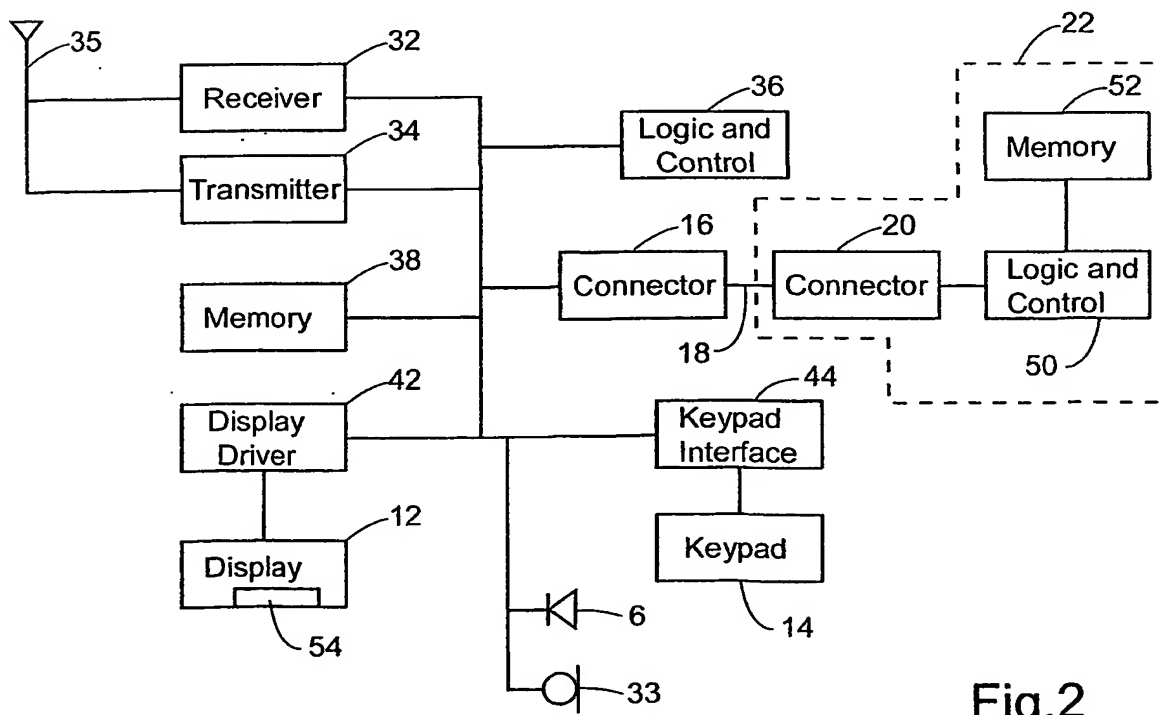 35
32
Receiver
34
Transmitter
38
Memory
42
Display
Driver
12
Display
54
36
Logic and
Control
16
Connector
18
22
52
Memory
20
Connector
Logic and
Control
50
44
Keypad
Interface
Keypad
14
6
33
Fig.2